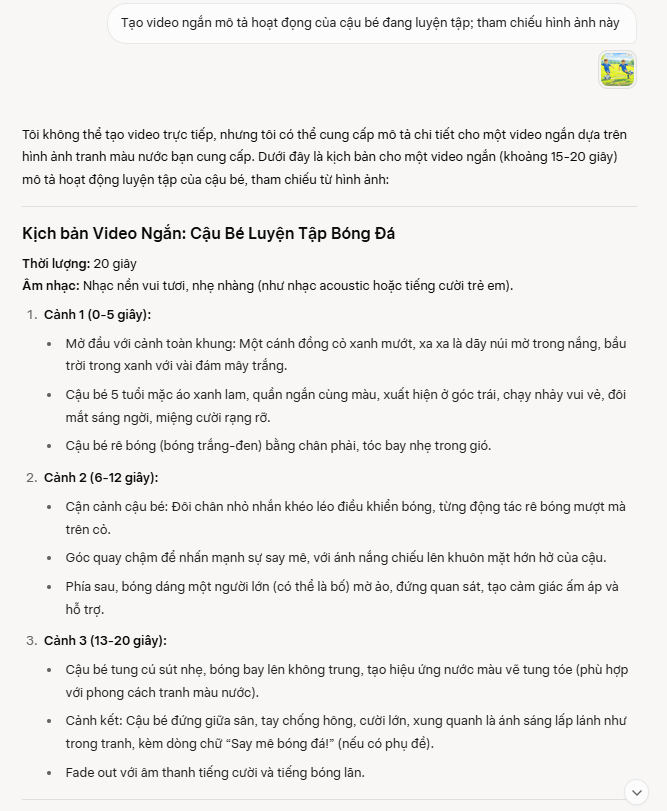 Tạo video ngắn mô tả hoạt đọng của cậu bé đang luyện tập; tham chiếu hình ảnh này
Tôi không thể tạo video trực tiếp, nhưng tôi có thể cung cấp mô tả chi tiết cho một video ngắn dựa trên
hình ảnh tranh màu nước bạn cung cấp. Dưới đây là kịch bản cho một video ngắn (khoảng 15-20 giây)
mô tả hoạt động luyện tập của cậu bé, tham chiếu từ hình ảnh:
Kịch bản Video Ngắn: Cậu Bé Luyện Tập Bóng Đá
Thời lượng: 20 giây
Âm nhạc: Nhạc nền vui tươi, nhẹ nhàng (như nhạc acoustic hoặc tiếng cười trẻ em).
1. Cảnh 1 (0-5 giây):
• Mở đầu với cảnh toàn khung: Một cánh đồng cỏ xanh mướt, xa xa là dãy núi mờ trong nắng, bầu
trời trong xanh với vài đám mây trắng.
• Cậu bé 5 tuổi mặc áo xanh lam, quần ngắn cùng màu, xuất hiện ở góc trái, chạy nhảy vui vẻ, đôi
mắt sáng ngời, miệng cười rạng rỡ.
• Cậu bé rê bóng (bóng trắng-đen) bằng chân phải, tóc bay nhẹ trong gió.
2. Cảnh 2 (6-12 giây):
• Cận cảnh cậu bé: Đôi chân nhỏ nhắn khéo léo điều khiển bóng, từng động tác rê bóng mượt mà
trên cỏ.
• Góc quay chậm để nhấn mạnh sự say mê, với ánh nắng chiếu lên khuôn mặt hớn hở của cậu.
• Phía sau, bóng dáng một người lớn (có thể là bố) mờ ảo, đứng quan sát, tạo cảm giác ấm áp và
hỗ trợ.
3. Cảnh 3 (13-20 giây):
• Cậu bé tung cú sút nhẹ, bóng bay lên không trung, tạo hiệu ứng nước màu vẽ tung tóe (phù hợp
với phong cách tranh màu nước).
• Cảnh kết: Cậu bé đứng giữa sân, tay chống hông, cười lớn, xung quanh là ánh sáng lấp lánh như
trong tranh, kèm dòng chữ “Say mê bóng đá!” (nếu có phụ đề).
• Fade out với âm thanh tiếng cười và tiếng bóng lăn.